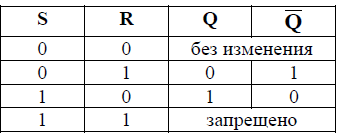 S R Q Q̅
0 0 без изменения
0 1 0 1
1 0 1 0
1 1 запрещено